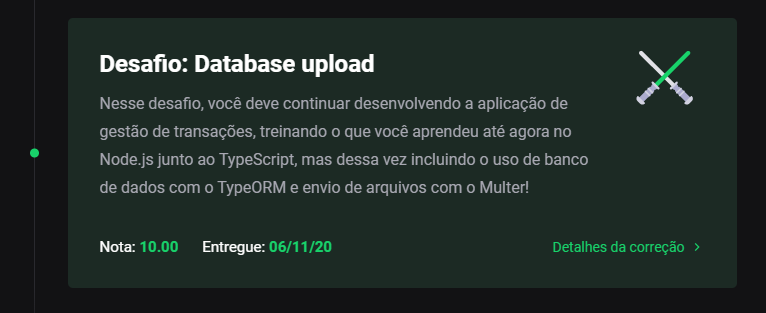 Desafio: Database upload
Nesse desafio, você deve continuar desenvolvendo a aplicação de
gestão de transações, treinando o que você aprendeu até agora no
Node.js junto ao TypeScript, mas dessa vez incluindo o uso de banco
de dados com o TypeORM e envio de arquivos com o Multer!
Nota: 10.00 Entregue: 06/11/20 Detalhes da correção >